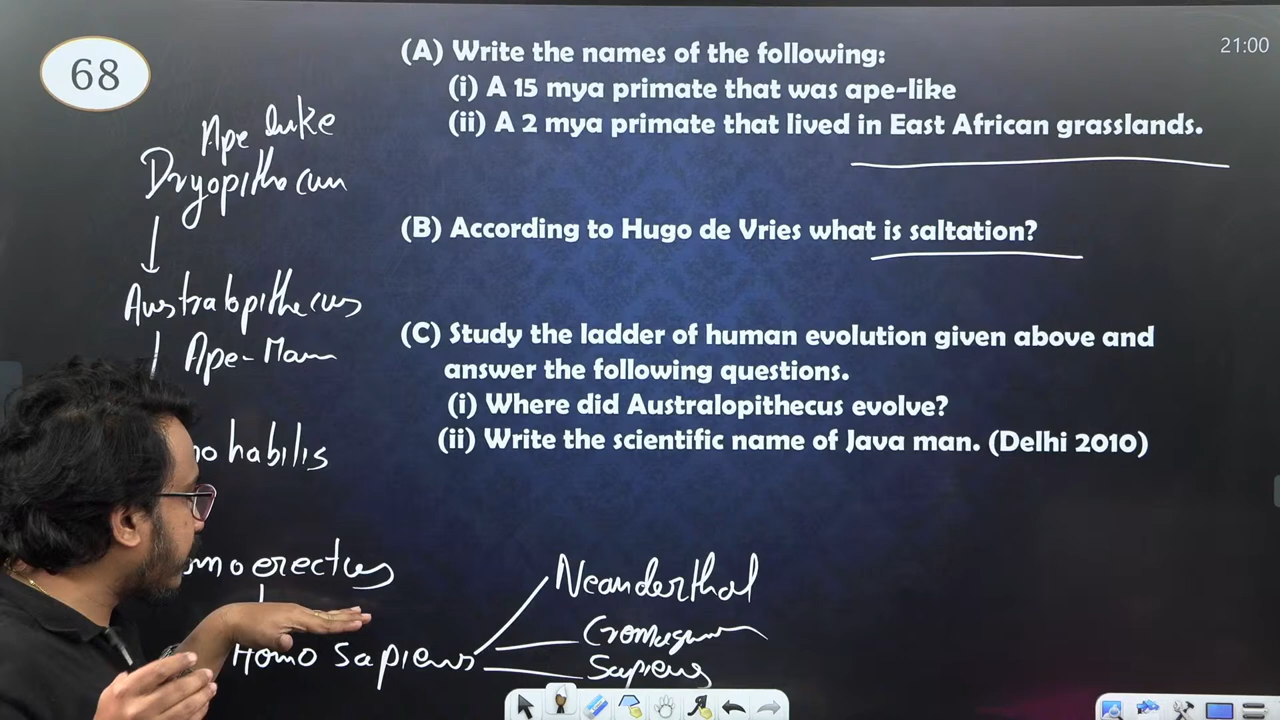 68
21:00
(A) Write the names of the following:
(i) A 15 mya primate that was ape-like
(ii) A 2 mya primate that lived in East African grasslands.
(B) According to Hugo de Vries what is saltation?
(C) Study the ladder of human evolution given above and
answer the following questions.
(i) Where did Australopithecus evolve?
(ii) Write the scientific name of Java man. (Delhi 2010)
Ape
Australopithecus
Ape-Man
habilis
erectus
Homo Sapiens
Neanderthal
Sapiens